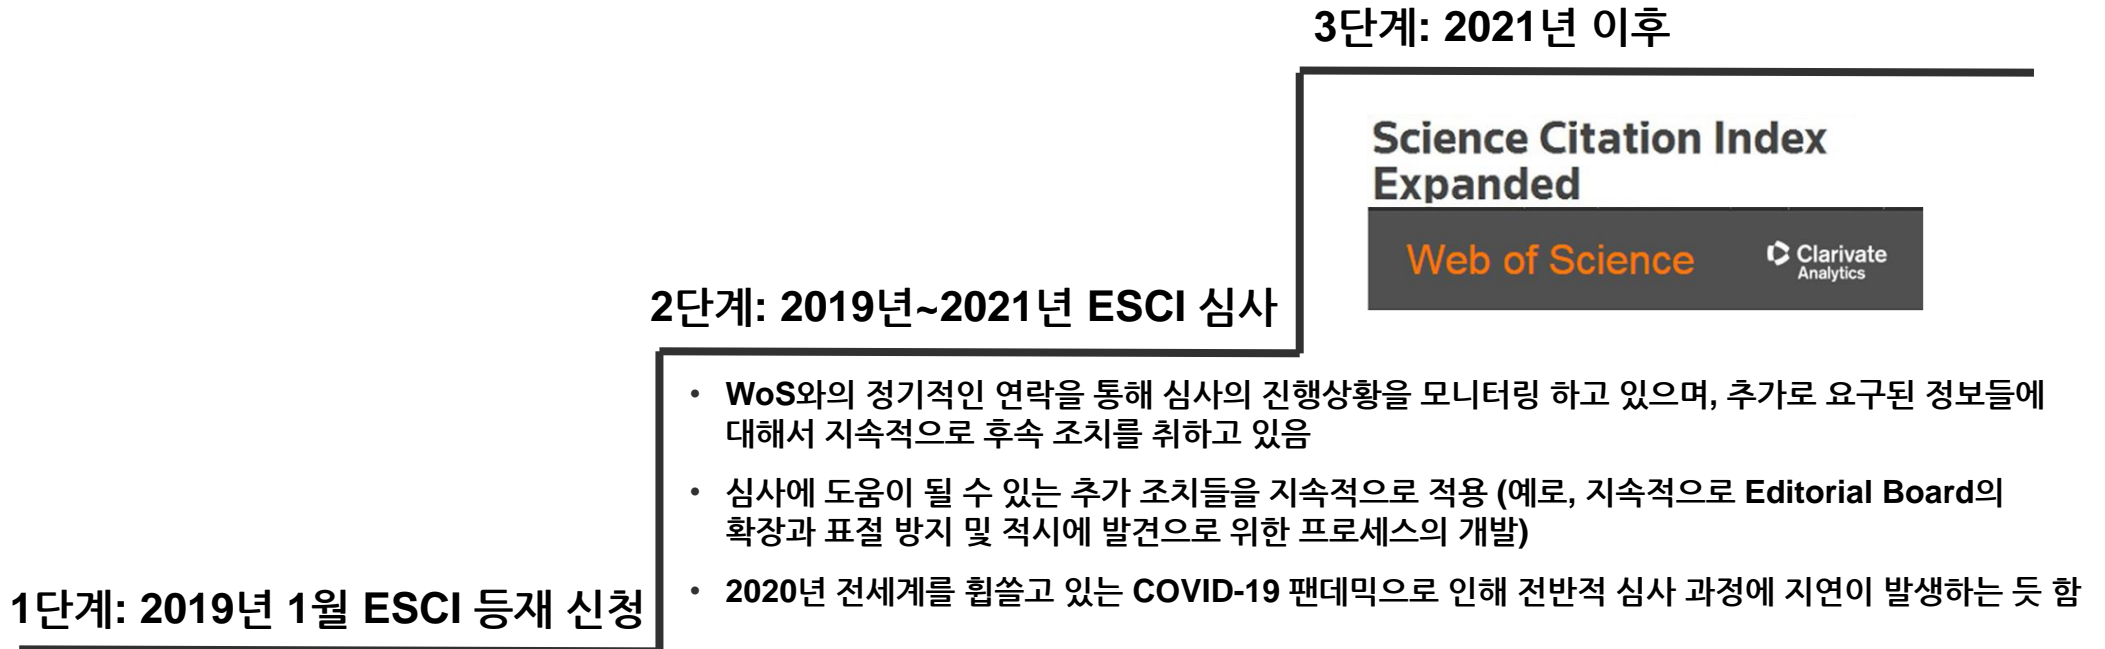 3단계: 2021년 이후
Science Citation Index
Expanded
Web of Science
Clarivate
Analytics
2단계: 2019년~2021년 ESCI 심사
• WoS와의 정기적인 연락을 통해 심사의 진행상황을 모니터링 하고 있으며, 추가로 요구된 정보들에
대해서 지속적으로 후속 조치를 취하고 있음
• 심사에 도움이 될 수 있는 추가 조치들을 지속적으로 적용 (예로, 지속적으로 Editorial Board의
확장과 표절 방지 및 적시에 발견으로 위한 프로세스의 개발)
• 2020년 전세계를 휩쓸고 있는 COVID-19 팬데믹으로 인해 전반적 심사 과정에 지연이 발생하는 듯 함
1단계: 2019년 1월 ESCI 등재 신청